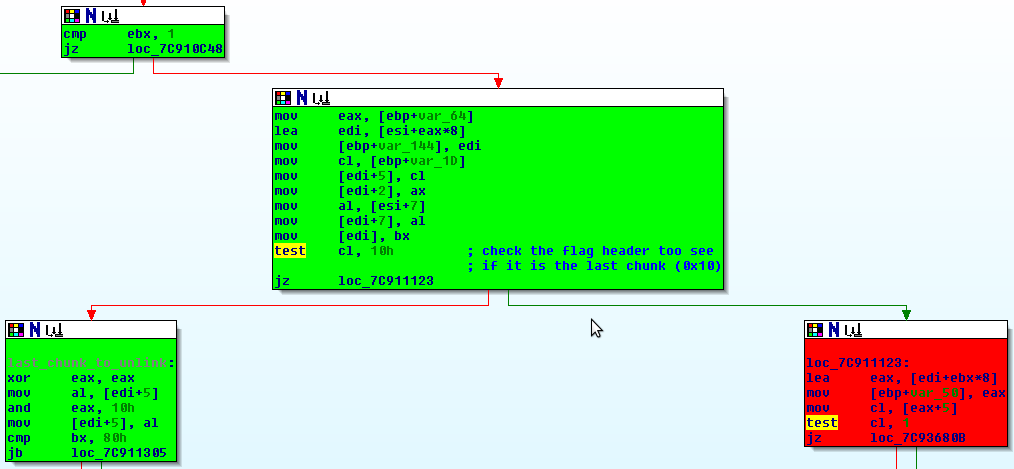 cmp ebx, 1
jz loc_7C910C48
mov eax, [ebp+var_64]
lea edi, [esi+eax*8]
mov [ebp+var_144], edi
mov cl, [ebp+var_1D]
mov [edi+5], cl
mov [edi+2], ax
mov al, [esi+7]
mov [edi+7], al
mov [edi], bx
test cl, 10h ; check the flag header too see
; if it is the last chunk (0x10)
jz loc_7C911123
last_chunk_to_unlink:
xor eax, eax
mov al, [edi+5]
and eax, 10h
mov [edi+5], al
cmp bx, 80h
jb loc_7C911305
loc_7C911123:
lea eax, [edi+ebx*8]
mov [ebp+var_50], eax
mov cl, [eax+5]
test cl, 1
jz loc_7C93680B